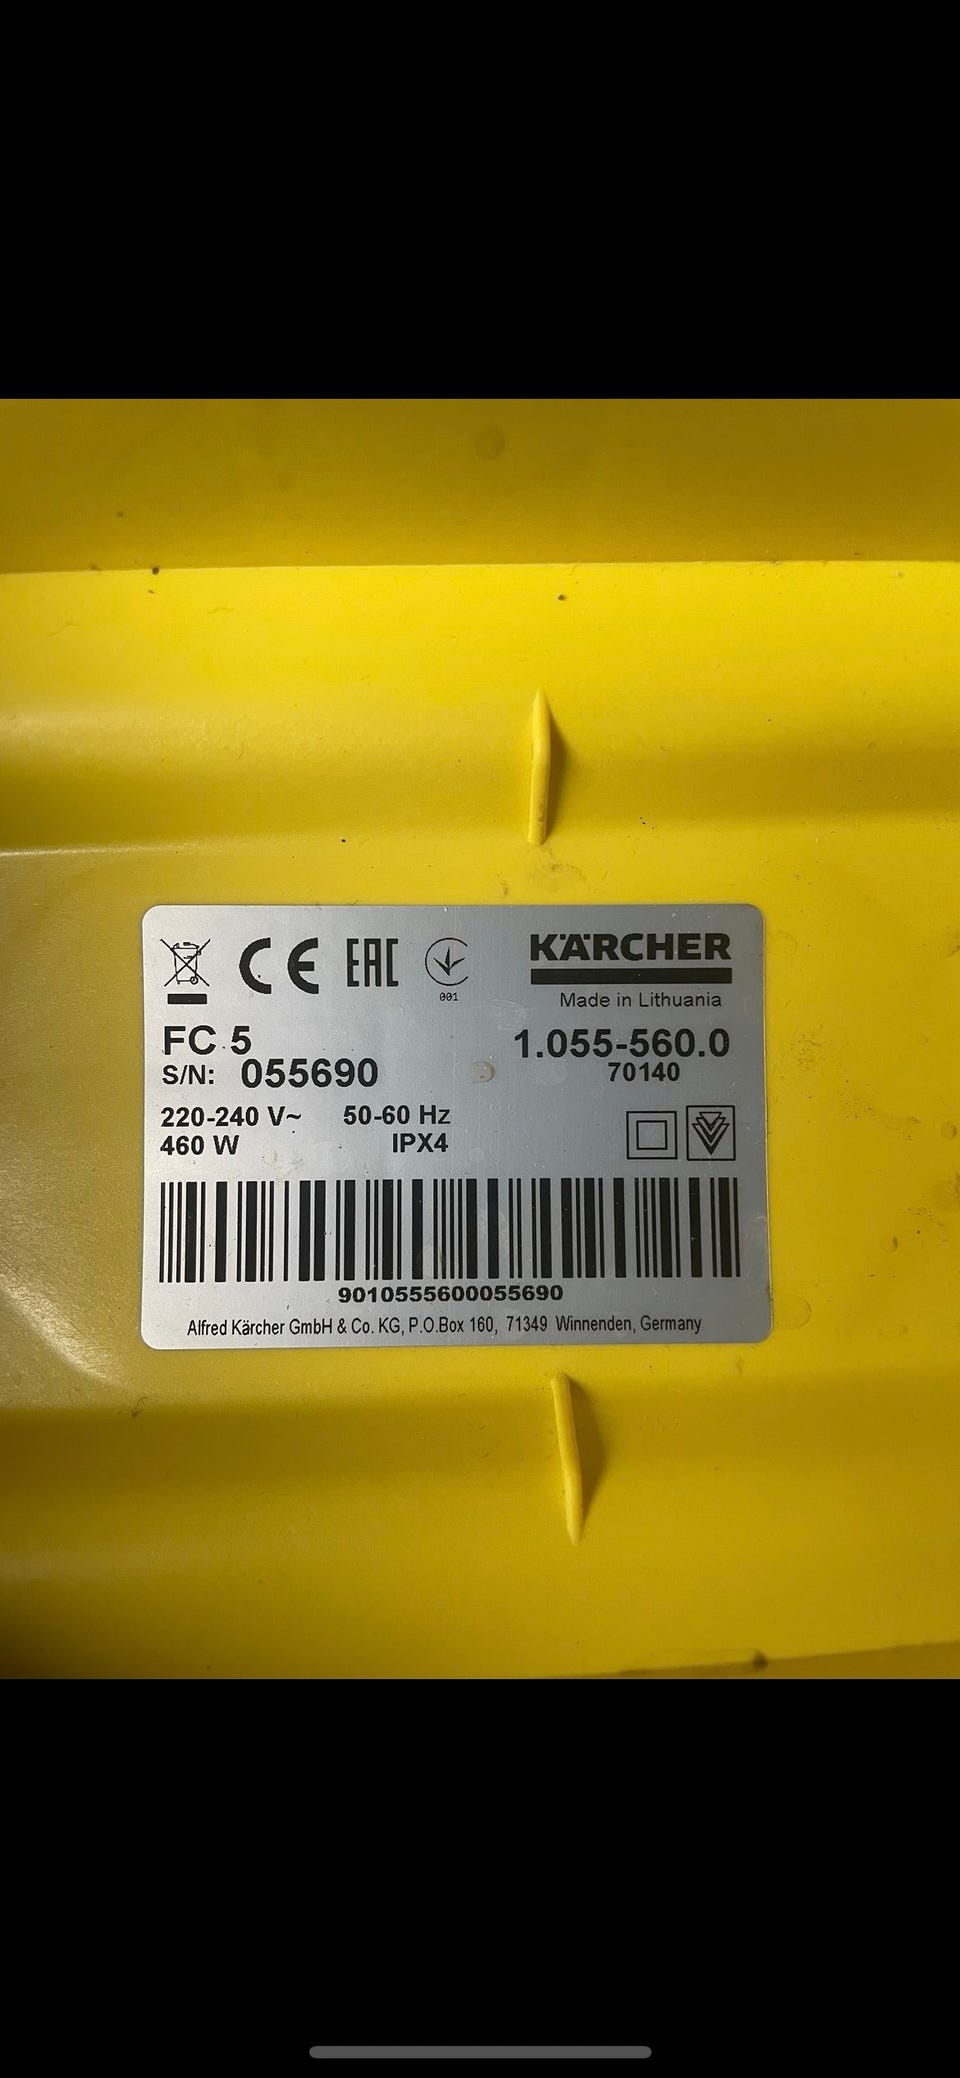 CE EAC
001
KÄRCHER
Made in Lithuania
FC 5
1.055-560.0
S/N: 055690
70140
220-240 V~ 50-60 Hz
460 W IPX4
9010555600055690
Alfred Kärcher GmbH & Co. KG, P.O.Box 160, 71349 Winnenden, Germany